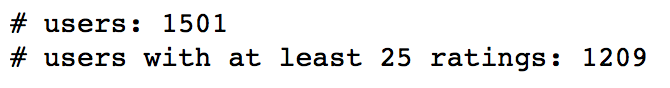 # users: 1501
# users with at least 25 ratings: 1209